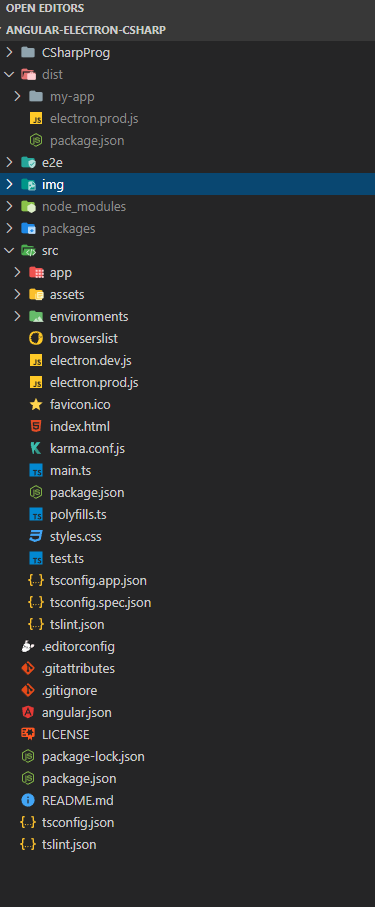 OPEN EDITORS
ANGULAR-ELECTRON-CSHARP
CSharpProg
dist
my-app
electron.prod.js
package.json
e2e
img
node_modules
packages
src
app
assets
environments
browserslist
electron.dev.js
electron.prod.js
favicon.ico
index.html
karma.conf.js
main.ts
package.json
polyfills.ts
styles.css
test.ts
tsconfig.app.json
tsconfig.spec.json
tslint.json
.editorconfig
.gitattributes
.gitignore
angular.json
LICENSE
package-lock.json
package.json
README.md
tsconfig.json
tslint.json